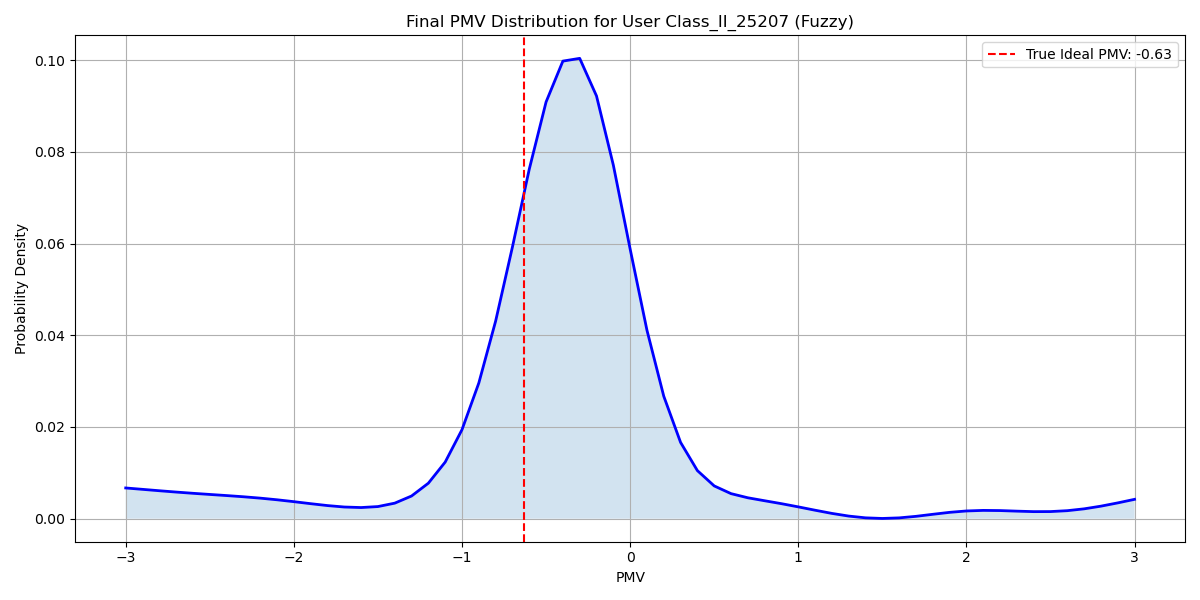 Final PMV Distribution for User Class_II_25207 (Fuzzy)
True Ideal PMV: -0.63
Probability Density
0.10
0.08
0.06
0.04
0.02
0.00
−3 −2 −1 0 1 2 3
PMV